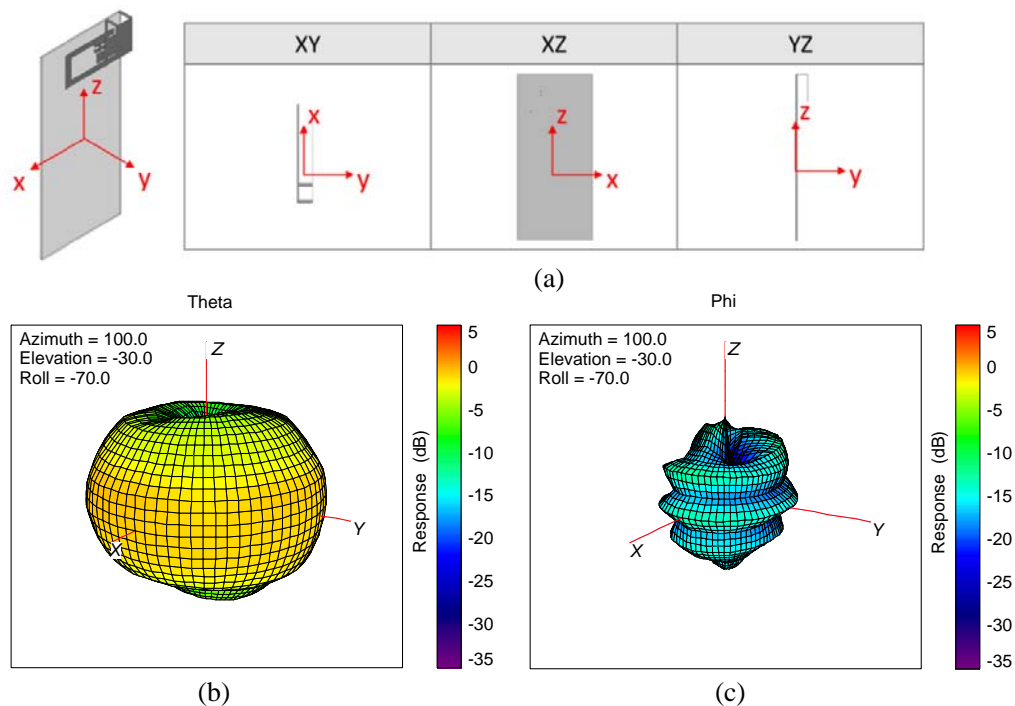 XY XZ YZ
z
x
y
x
y
z
x
z
y
(a)
Theta
Azimuth = 100.0
Elevation = -30.0
Roll = -70.0
Z
X
Y
5
0
-5
-10
-15
-20
-25
-30
-35
Response (dB)
(b)
Phi
Azimuth = 100.0
Elevation = -30.0
Roll = -70.0
Z
X
Y
5
0
-5
-10
-15
-20
-25
-30
-35
Response (dB)
(c)